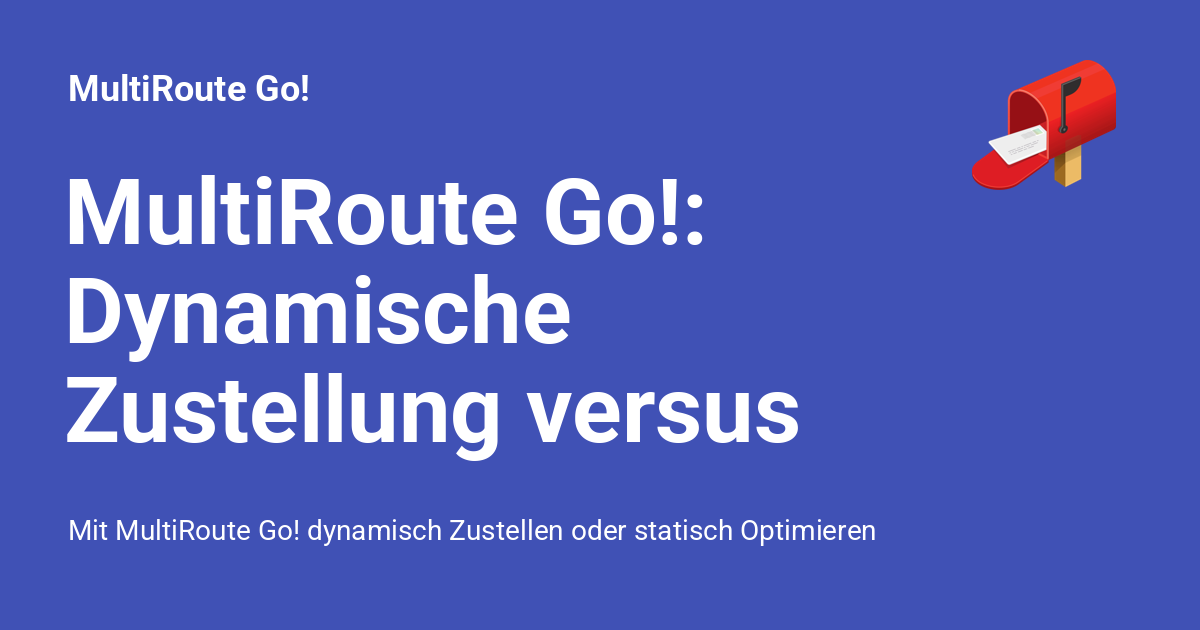 MultiRoute Go!
MultiRoute Go!:
Dynamische
Zustellung versus
Mit MultiRoute Go! dynamisch Zustellen oder statisch Optimieren